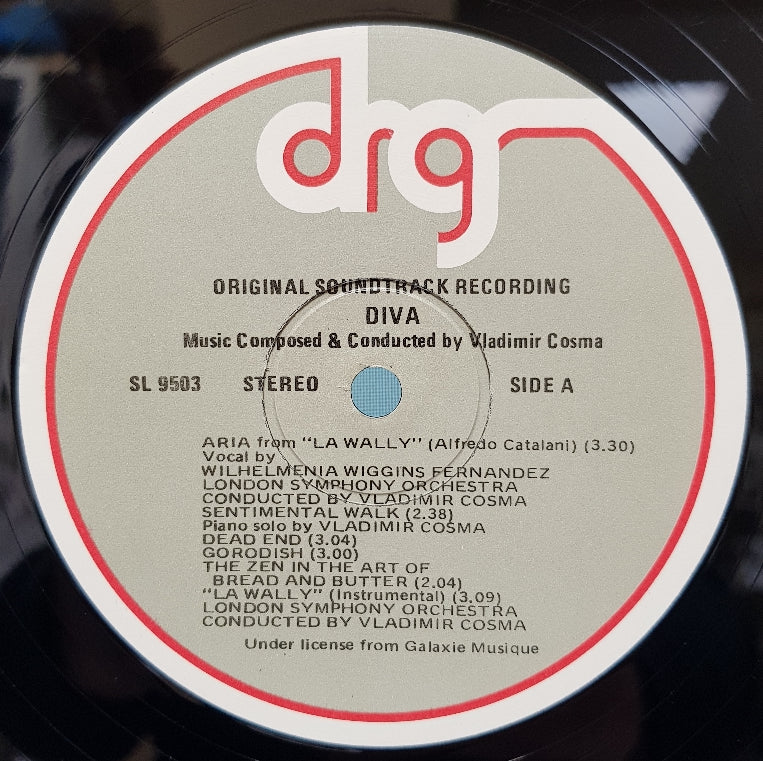 drg
ORIGINAL SOUNDTRACK RECORDING
DIVA
Music Composed & Conducted by Vladimir Cosma
SL 9503 STEREO SIDE A
ARIA from "LA WALLY" (Alfredo Catalani) (3.30)
Vocal by
WILHELMENIA WIGGINS FERNANDEZ
LONDON SYMPHONY ORCHESTRA
CONDUCTED BY VLADIMIR COSMA
SENTIMENTAL WALK (2.38)
Piano solo by VLADIMIR COSMA
DEAD END (3.04)
GORODISH (3.00)
THE ZEN IN THE ART OF
BREAD AND BUTTER (2.04)
"LA WALLY" (Instrumental) (3.09)
LONDON SYMPHONY ORCHESTRA
CONDUCTED BY VLADIMIR COSMA
Under license from Galaxie Musique